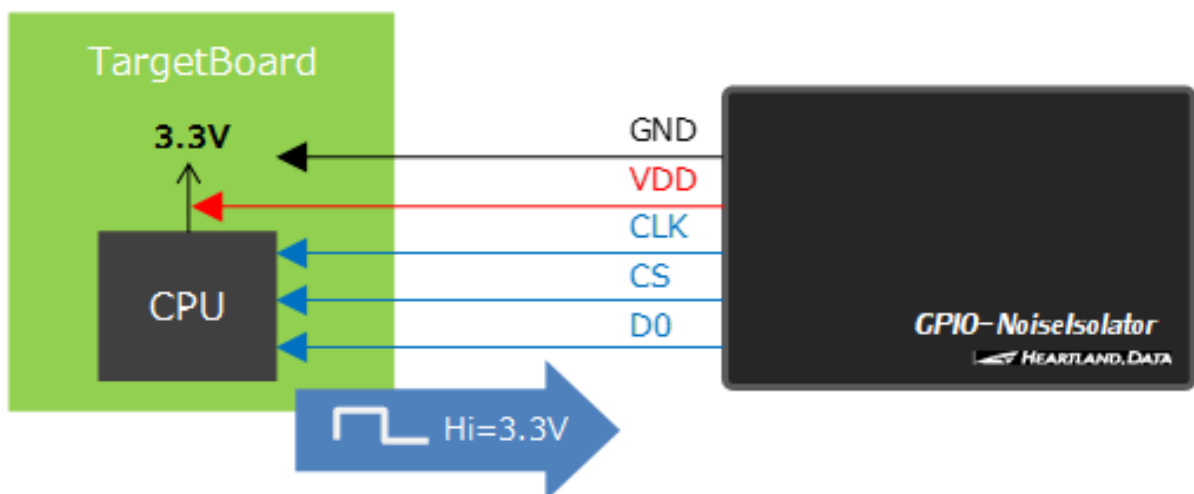 TargetBoard
3.3V
CPU
GND
VDD
CLK
CS
D0
Hi=3.3V
GPIO-NoiseIsolator
HEARTLAND.DATA